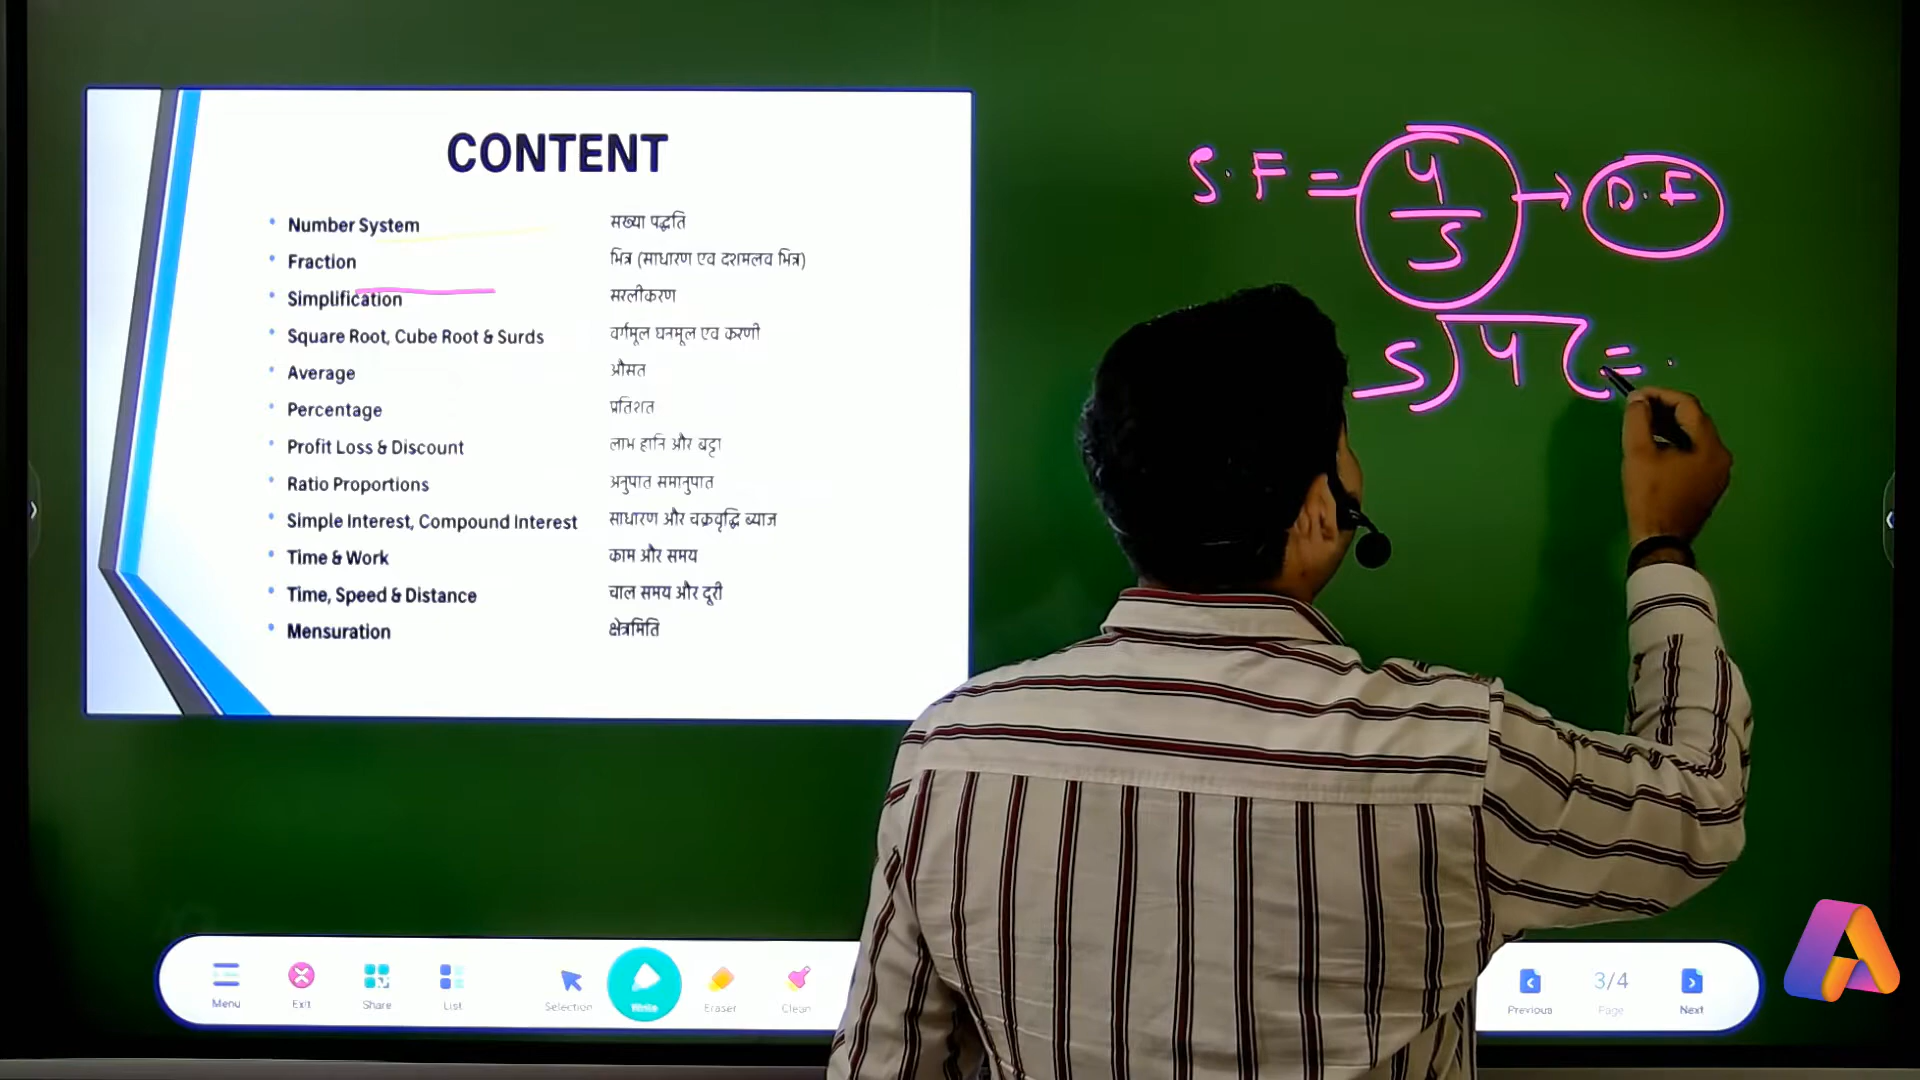 CONTENT
Number System सख्या पद्धति
Fraction भिन्न (साधारण एव दशमलव भिन्न)
Simplification सरलीकरण
Square Root, Cube Root & Surds वर्गमूल घनमूल एव करणी
Average औसत
Percentage प्रतिशत
Profit Loss & Discount लाभ हानि और बट्टा
Ratio Proportions अनुपात समानुपात
Simple Interest, Compound Interest साधारण और चक्रवृद्धि ब्याज
Time & Work काम और समय
Time, Speed & Distance चाल समय और दूरी
Mensuration क्षेत्रमिति
S.F = 4/5 → D.F
5)4( = .
Menu Exit Share List Selection Write Eraser Clean Previous 3/4 Page Next